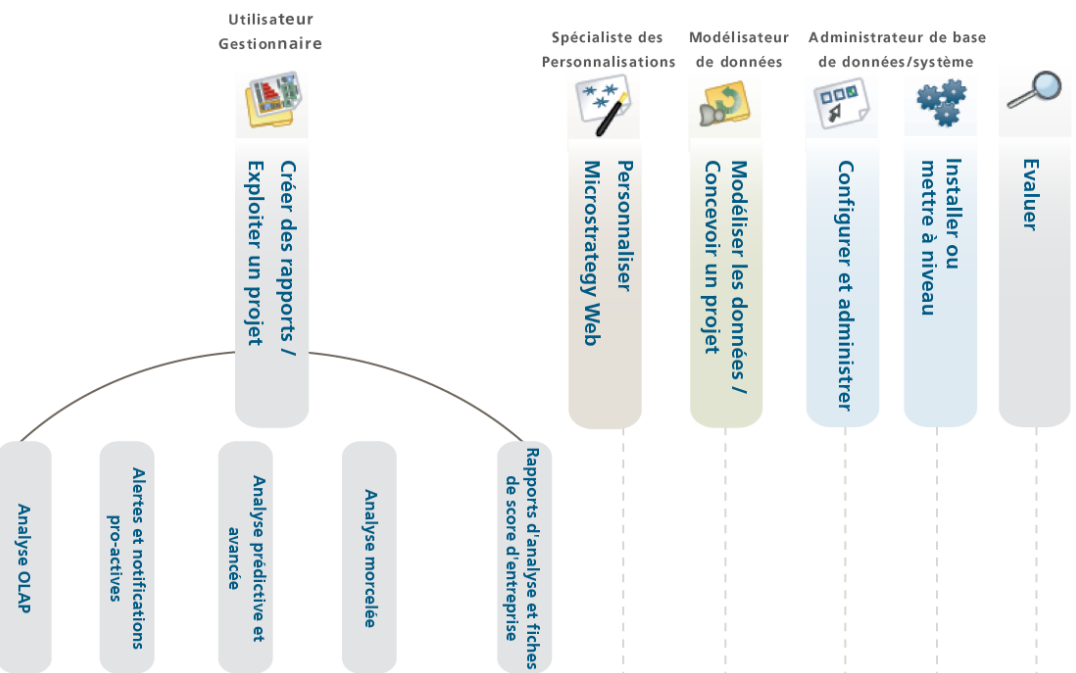 Utilisateur
Gestionnaire
Spécialiste des
Personnalisations
Modélisateur
de données
Administrateur de base
de données/système
Créer des rapports /
Exploiter un projet
Personnaliser
Microstrategy Web
Modéliser les données /
Concevoir un projet
Configurer et administrer
Installer ou
mettre à niveau
Evaluer
Analyse OLAP
Alertes et notifications
pro-actives
Analyse prédictive et
avancée
Analyse morcelée
Rapports d'analyse et fiches
de score d'entreprise